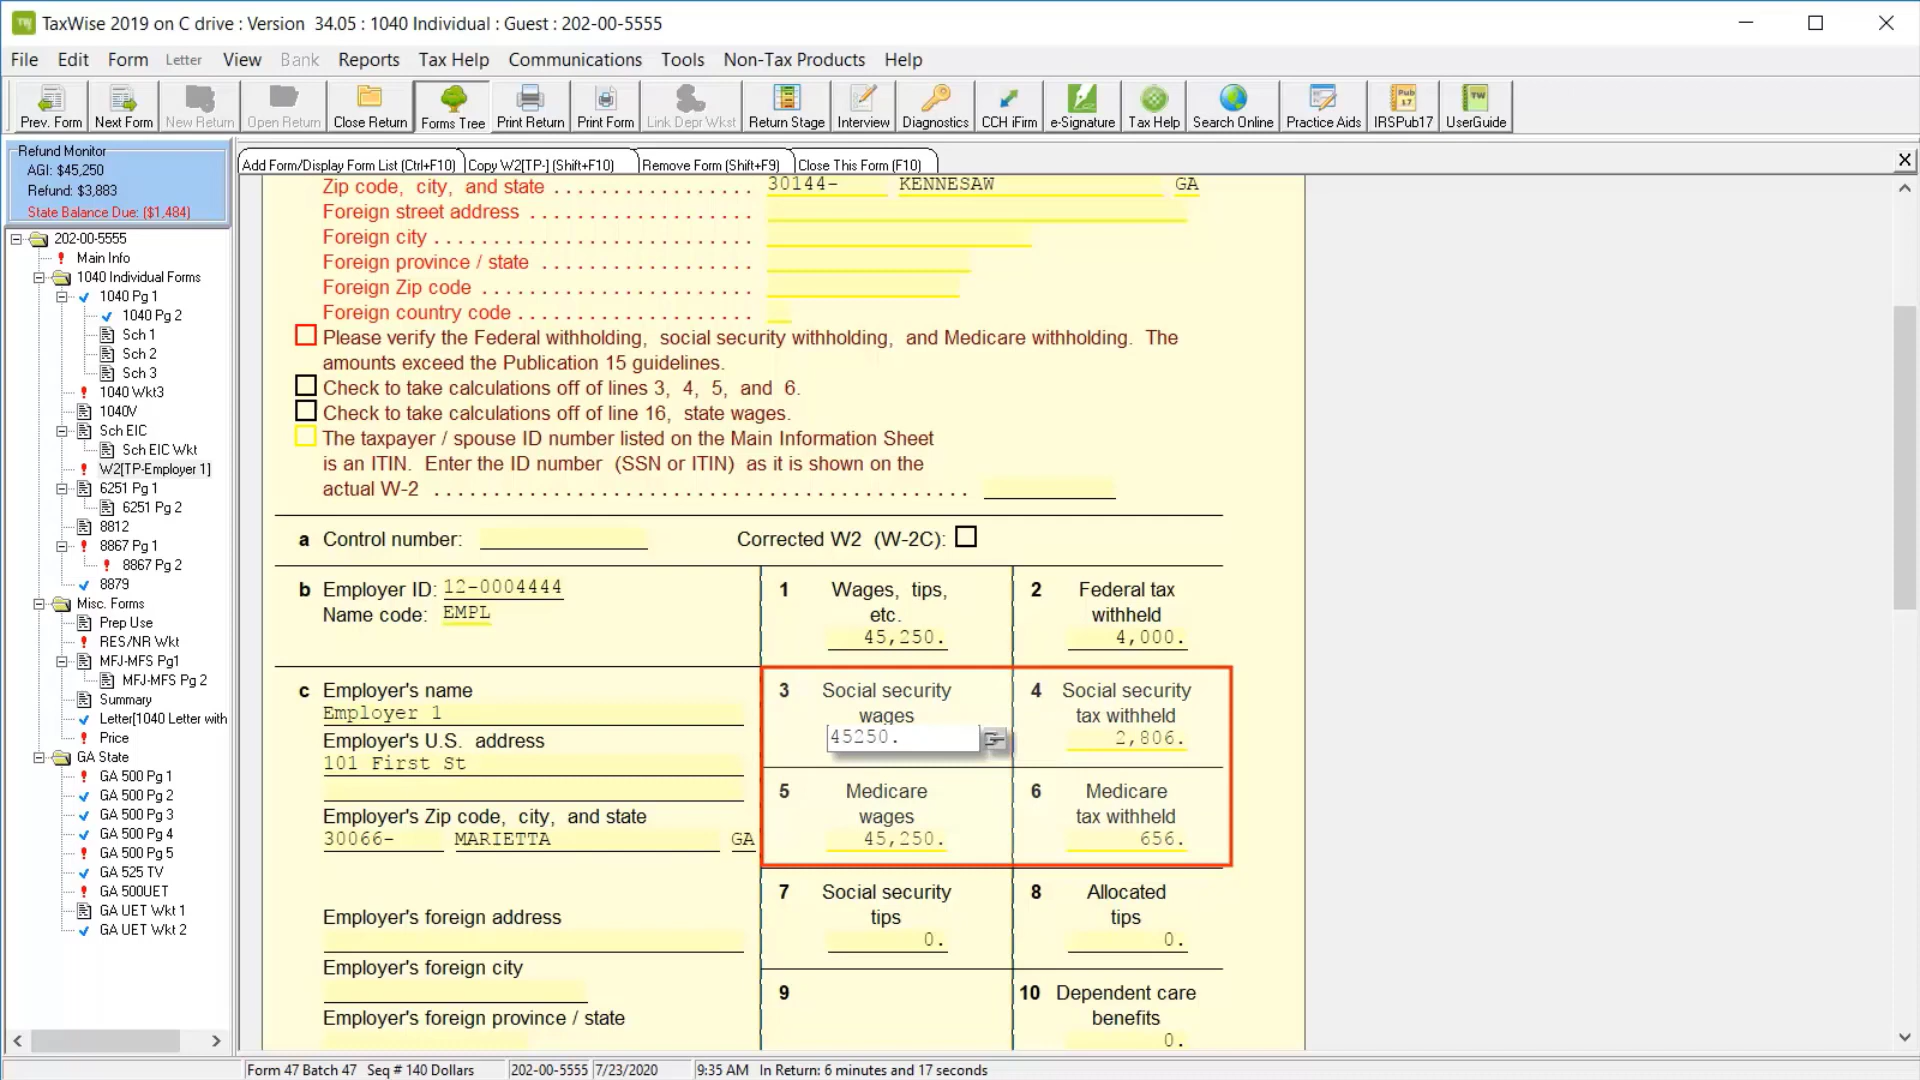 TaxWise 2019 on C drive : Version 34.05 : 1040 Individual : Guest : 202-00-5555
File Edit Form Letter View Bank Reports Tax Help Communications Tools Non-Tax Products Help
Prev. Form Next Form New Return Open Return Close Return Forms Tree Print Return Print Form Link Depr Wkst Return Stage Interview Diagnostics CCH iFirm e-Signature Tax Help Search Online Practice Aids IRSPub17 UserGuide
Refund Monitor
AGI: $45,250
Refund: $3,883
State Balance Due: ($1,484)
202-00-5555
Main Info
1040 Individual Forms
1040 Pg 1
1040 Pg 2
Sch 1
Sch 2
Sch 3
1040 Wkt3
1040V
Sch EIC
Sch EIC Wkt
W2[TP-Employer 1]
6251 Pg 1
6251 Pg 2
8812
8867 Pg 1
8867 Pg 2
8879
Misc. Forms
Prep Use
RES/NR Wkt
MFJ-MFS Pg1
MFJ-MFS Pg 2
Summary
Letter[1040 Letter with
Price
GA State
GA 500 Pg 1
GA 500 Pg 2
GA 500 Pg 3
GA 500 Pg 4
GA 500 Pg 5
GA 525 TV
GA 500UET
GA UET Wkt 1
GA UET Wkt 2
Add Form/Display Form List (Ctrl+F10) Copy W2[TP-] (Shift+F10) Remove Form (Shift+F9) Close This Form (F10)
Zip code, city, and state . . . . . . . . . . . . . . . . . 30144- KENNESAW GA
Foreign street address . . . . . . . . . . . . . . . . . . .
Foreign city . . . . . . . . . . . . . . . . . . . . . . . . . . .
Foreign province / state . . . . . . . . . . . . . . . . . .
Foreign Zip code . . . . . . . . . . . . . . . . . . . . . . .
Foreign country code . . . . . . . . . . . . . . . . . . . .
Please verify the Federal withholding, social security withholding, and Medicare withholding. The
amounts exceed the Publication 15 guidelines.
Check to take calculations off of lines 3, 4, 5, and 6.
Check to take calculations off of line 16, state wages.
The taxpayer / spouse ID number listed on the Main Information Sheet
is an ITIN. Enter the ID number (SSN or ITIN) as it is shown on the
actual W-2 . . . . . . . . . . . . . . . . . . . . . . . . . . . . . . . . . . . . . . . . . . . . .
a Control number: Corrected W2 (W-2C):
b Employer ID: 12-0004444
Name code: EMPL
1 Wages, tips,
etc.
45,250.
2 Federal tax
withheld
4,000.
c Employer's name
Employer 1
Employer's U.S. address
101 First St
Employer's Zip code, city, and state
30066- MARIETTA GA
3 Social security
wages
45250.
4 Social security
tax withheld
2,806.
5 Medicare
wages
45,250.
6 Medicare
tax withheld
656.
Employer's foreign address
Employer's foreign city
Employer's foreign province / state
7 Social security
tips
0.
8 Allocated
tips
0.
9
10 Dependent care
benefits
0.
Form 47 Batch 47 Seq # 140 Dollars 202-00-5555 7/23/2020 9:35 AM In Return: 6 minutes and 17 seconds